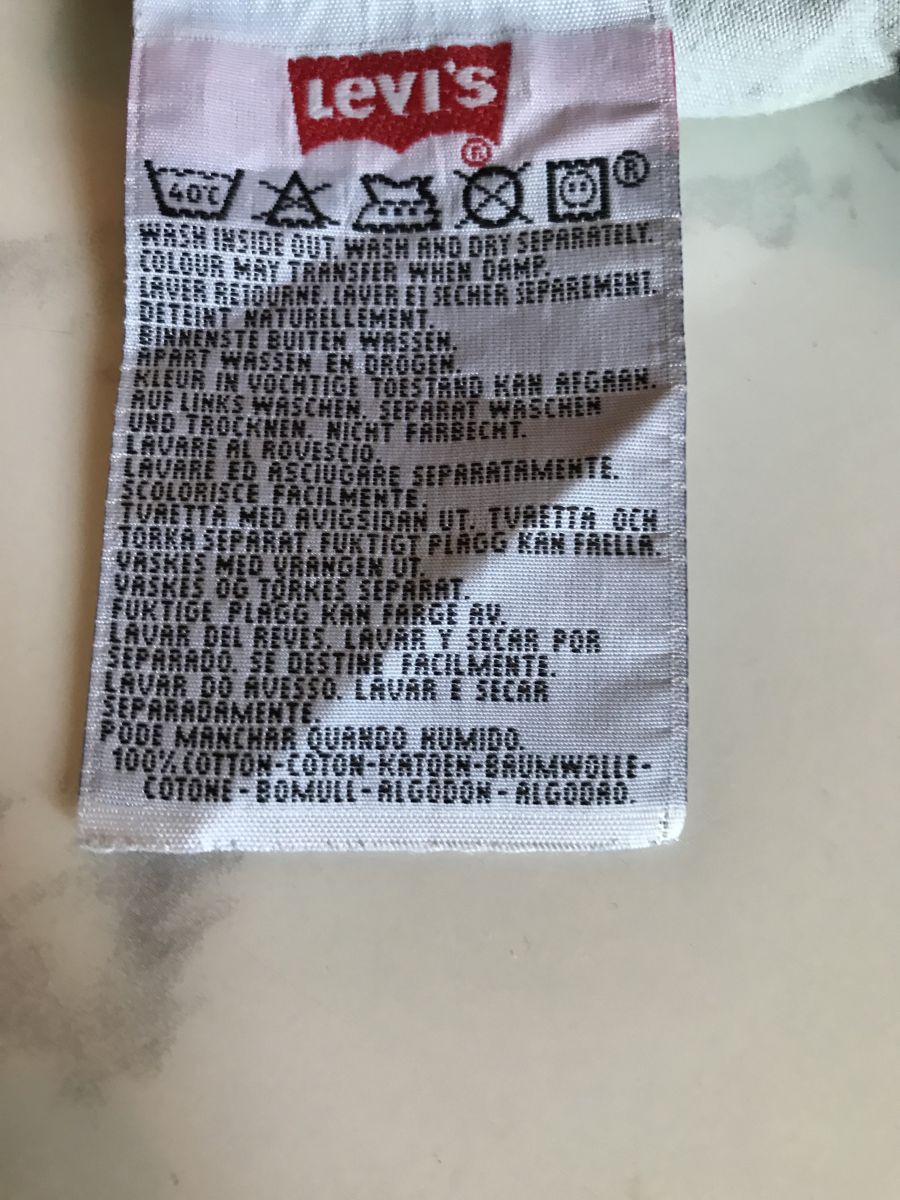 Levi's
®
40°C
®
WASH INSIDE OUT. WASH AND DRY SEPARATELY.
COLOUR MAY TRANSFER WHEN DAMP.
LAVER RETOURNE. LAVER ET SECHER SEPAREMENT.
DETEINT NATURELLEMENT.
BINNENSTE BUITEN WASSEN.
APART WASSEN EN DROGEN
KLEUR IN VOCHTIGE TOESTAND KAN AFGAAN.
AUF LINKS WASCHEN. SEPARAT WASCHEN
UND TROCKNEN. NICHT FARBECHT.
LAVARE AL ROVESCIO.
LAVARE ED ASCIUGARE SEPARATAMENTE.
SCOLORISCE FACILMENTE.
TVAETTA MED AVIGSIDAN UT. TVAETTA OCH
TORKA SEPARAT. FUKTIGT PLAGG KAN FAELLA.
VASKES MED VRANGEN UT.
VASKES OG TORKES SEPARAT.
FUKTIGE PLAGG KAN FARGE AV.
LAVAR DEL REVES. LAVAR Y SECAR POR
SEPARADO. SE DESTINE FACILMENTE.
LAVAR DO AVESSO. LAVAR E SECAR
SEPARADAMENTE.
PODE MANCHAR QUANDO HUMIDO.
100% COTTON-COTON-KATOEN-BAUMWOLLE-
COTONE-BOMULL-ALGODON-ALGODAO.